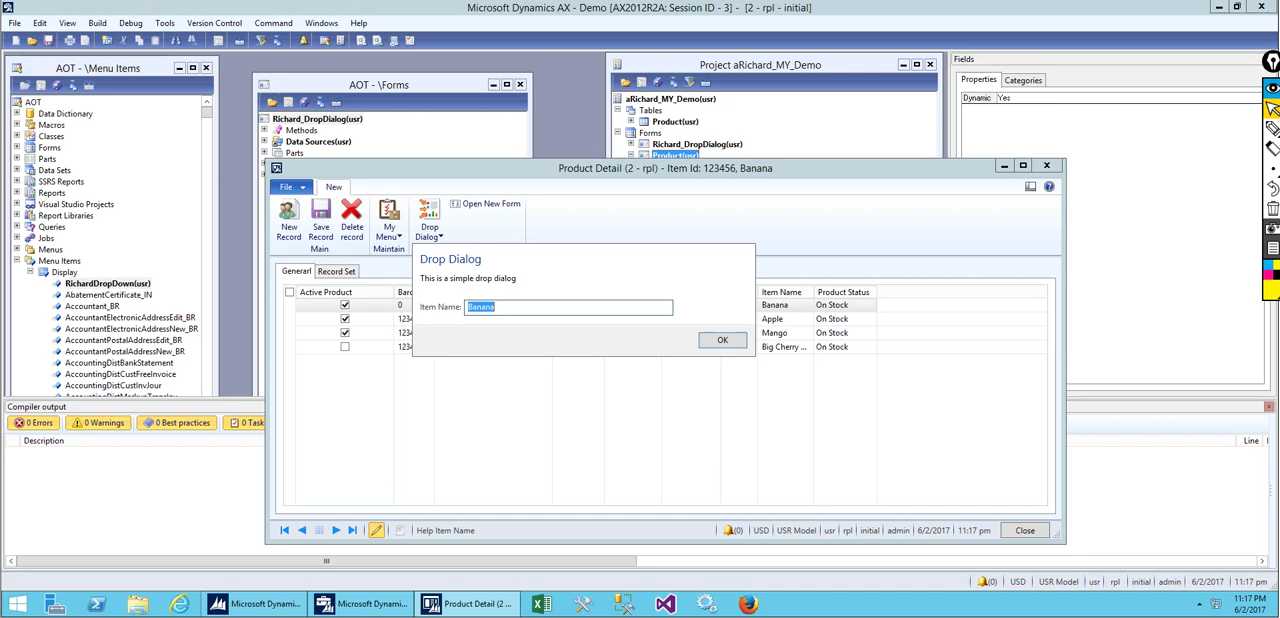 Microsoft Dynamics AX - Demo [AX2012R2A: Session ID - 3] - [2 - rpl - initial]
File Edit View Build Debug Tools Version Control Command Windows Help
AOT - \Menu Items
AOT
Data Dictionary
Macros
Classes
Forms
Parts
Data Sets
SSRS Reports
Reports
Visual Studio Projects
Report Libraries
Queries
Jobs
Menus
Menu Items
Display
RichardDropDown(usr)
AbatementCertificate_IN
Accountant_BR
AccountantElectronicAddressEdit_BR
AccountantElectronicAddressNew_BR
AccountantPostalAddressEdit_BR
AccountantPostalAddressNew_BR
AccountingDistBankStatement
AccountingDistCustFreeInvoice
AccountingDistCustInvJour
AOT - \Forms
Richard_DropDialog(usr)
Methods
Data Sources(usr)
Parts
Project aRichard_MY_Demo
aRichard_MY_Demo(usr)
Tables
Product(usr)
Forms
Richard_DropDialog(usr)
Product(usr)
Fields
Properties Categories
Dynamic Yes
Product Detail (2 - rpl) - Item Id: 123456, Banana
File New
New Record
Save Record
Delete record
My Menu
Drop Dialog
Open New Form
Main
Maintain
General Record Set
Drop Dialog
This is a simple drop dialog
Item Name: Banana
OK
Active Product Item Name Product Status
0 Banana On Stock
Apple On Stock
Mango On Stock
Big Cherry ... On Stock
Help Item Name (0) USD USR Model usr rpl initial admin 6/2/2017 11:17 pm Close
Compiler output
0 Errors 0 Warnings 0 Best practices
Description Line
(0) USD USR Model usr rpl initial admin 6/2/2017 11:17 pm
Microsoft Dynami... Microsoft Dynami... Product Detail (2 ... 11:17 PM
6/2/2017